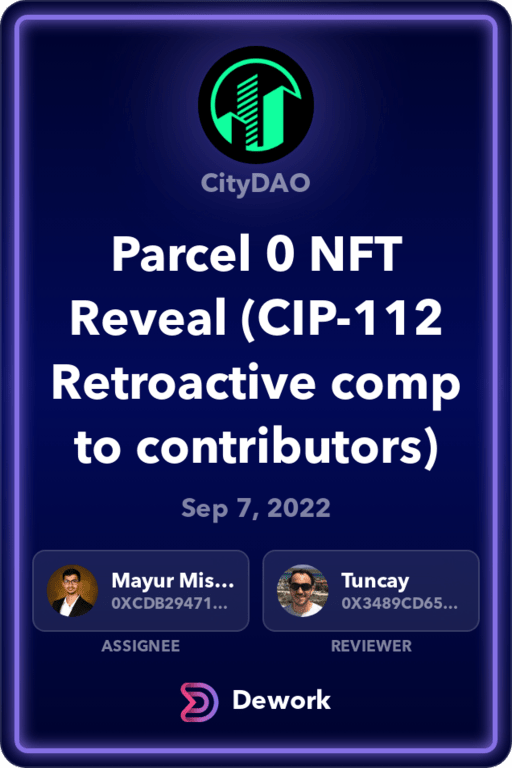 CityDAO
Parcel 0 NFT
Reveal (CIP-112
Retroactive comp
to contributors)
Sep 7, 2022
Mayur Mis...
0XCDB29471...
ASSIGNEE
Tuncay
0X3489CD65...
REVIEWER
Dework